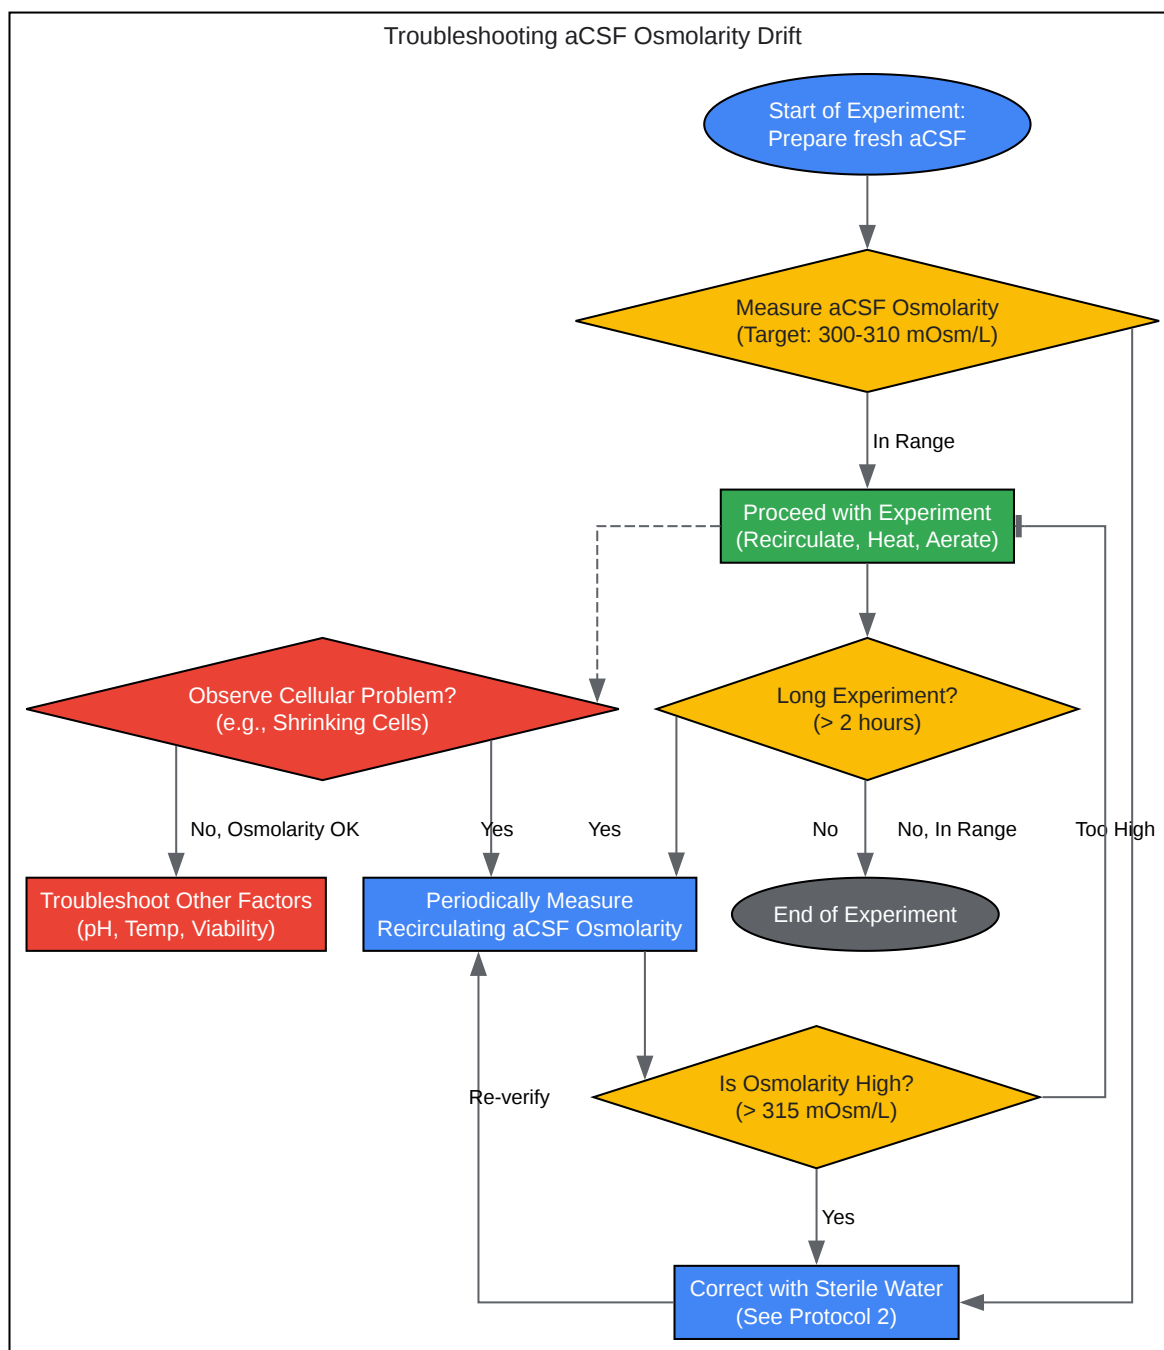 Troubleshooting aCSF Osmolarity Drift
Start of Experiment:
Prepare fresh aCSF
Measure aCSF Osmolarity
(Target: 300-310 mOsm/L)
In Range
Proceed with Experiment
(Recirculate, Heat, Aerate)
Observe Cellular Problem?
(e.g., Shrinking Cells)
Long Experiment?
(> 2 hours)
No, Osmolarity OK
Yes
Yes
No
No, In Range
Too High
Troubleshoot Other Factors
(pH, Temp, Viability)
Periodically Measure
Recirculating aCSF Osmolarity
End of Experiment
Is Osmolarity High?
(> 315 mOsm/L)
Re-verify
Yes
Correct with Sterile Water
(See Protocol 2)